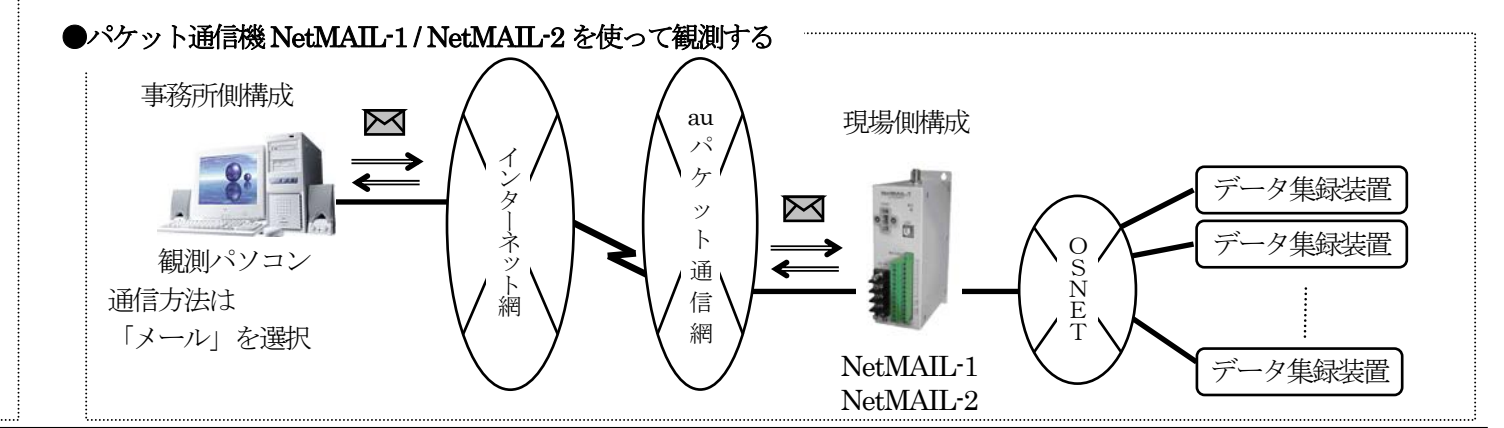 ●パケット通信機 NetMAIL-1 / NetMAIL-2 を使って観測する
事務所側構成
観測パソコン
通信方法は
「メール」を選択
インターネット網
auパケット通信網
現場側構成
NetMAIL-1
NetMAIL-1
NetMAIL-2
OSNET
データ集録装置
データ集録装置
データ集録装置